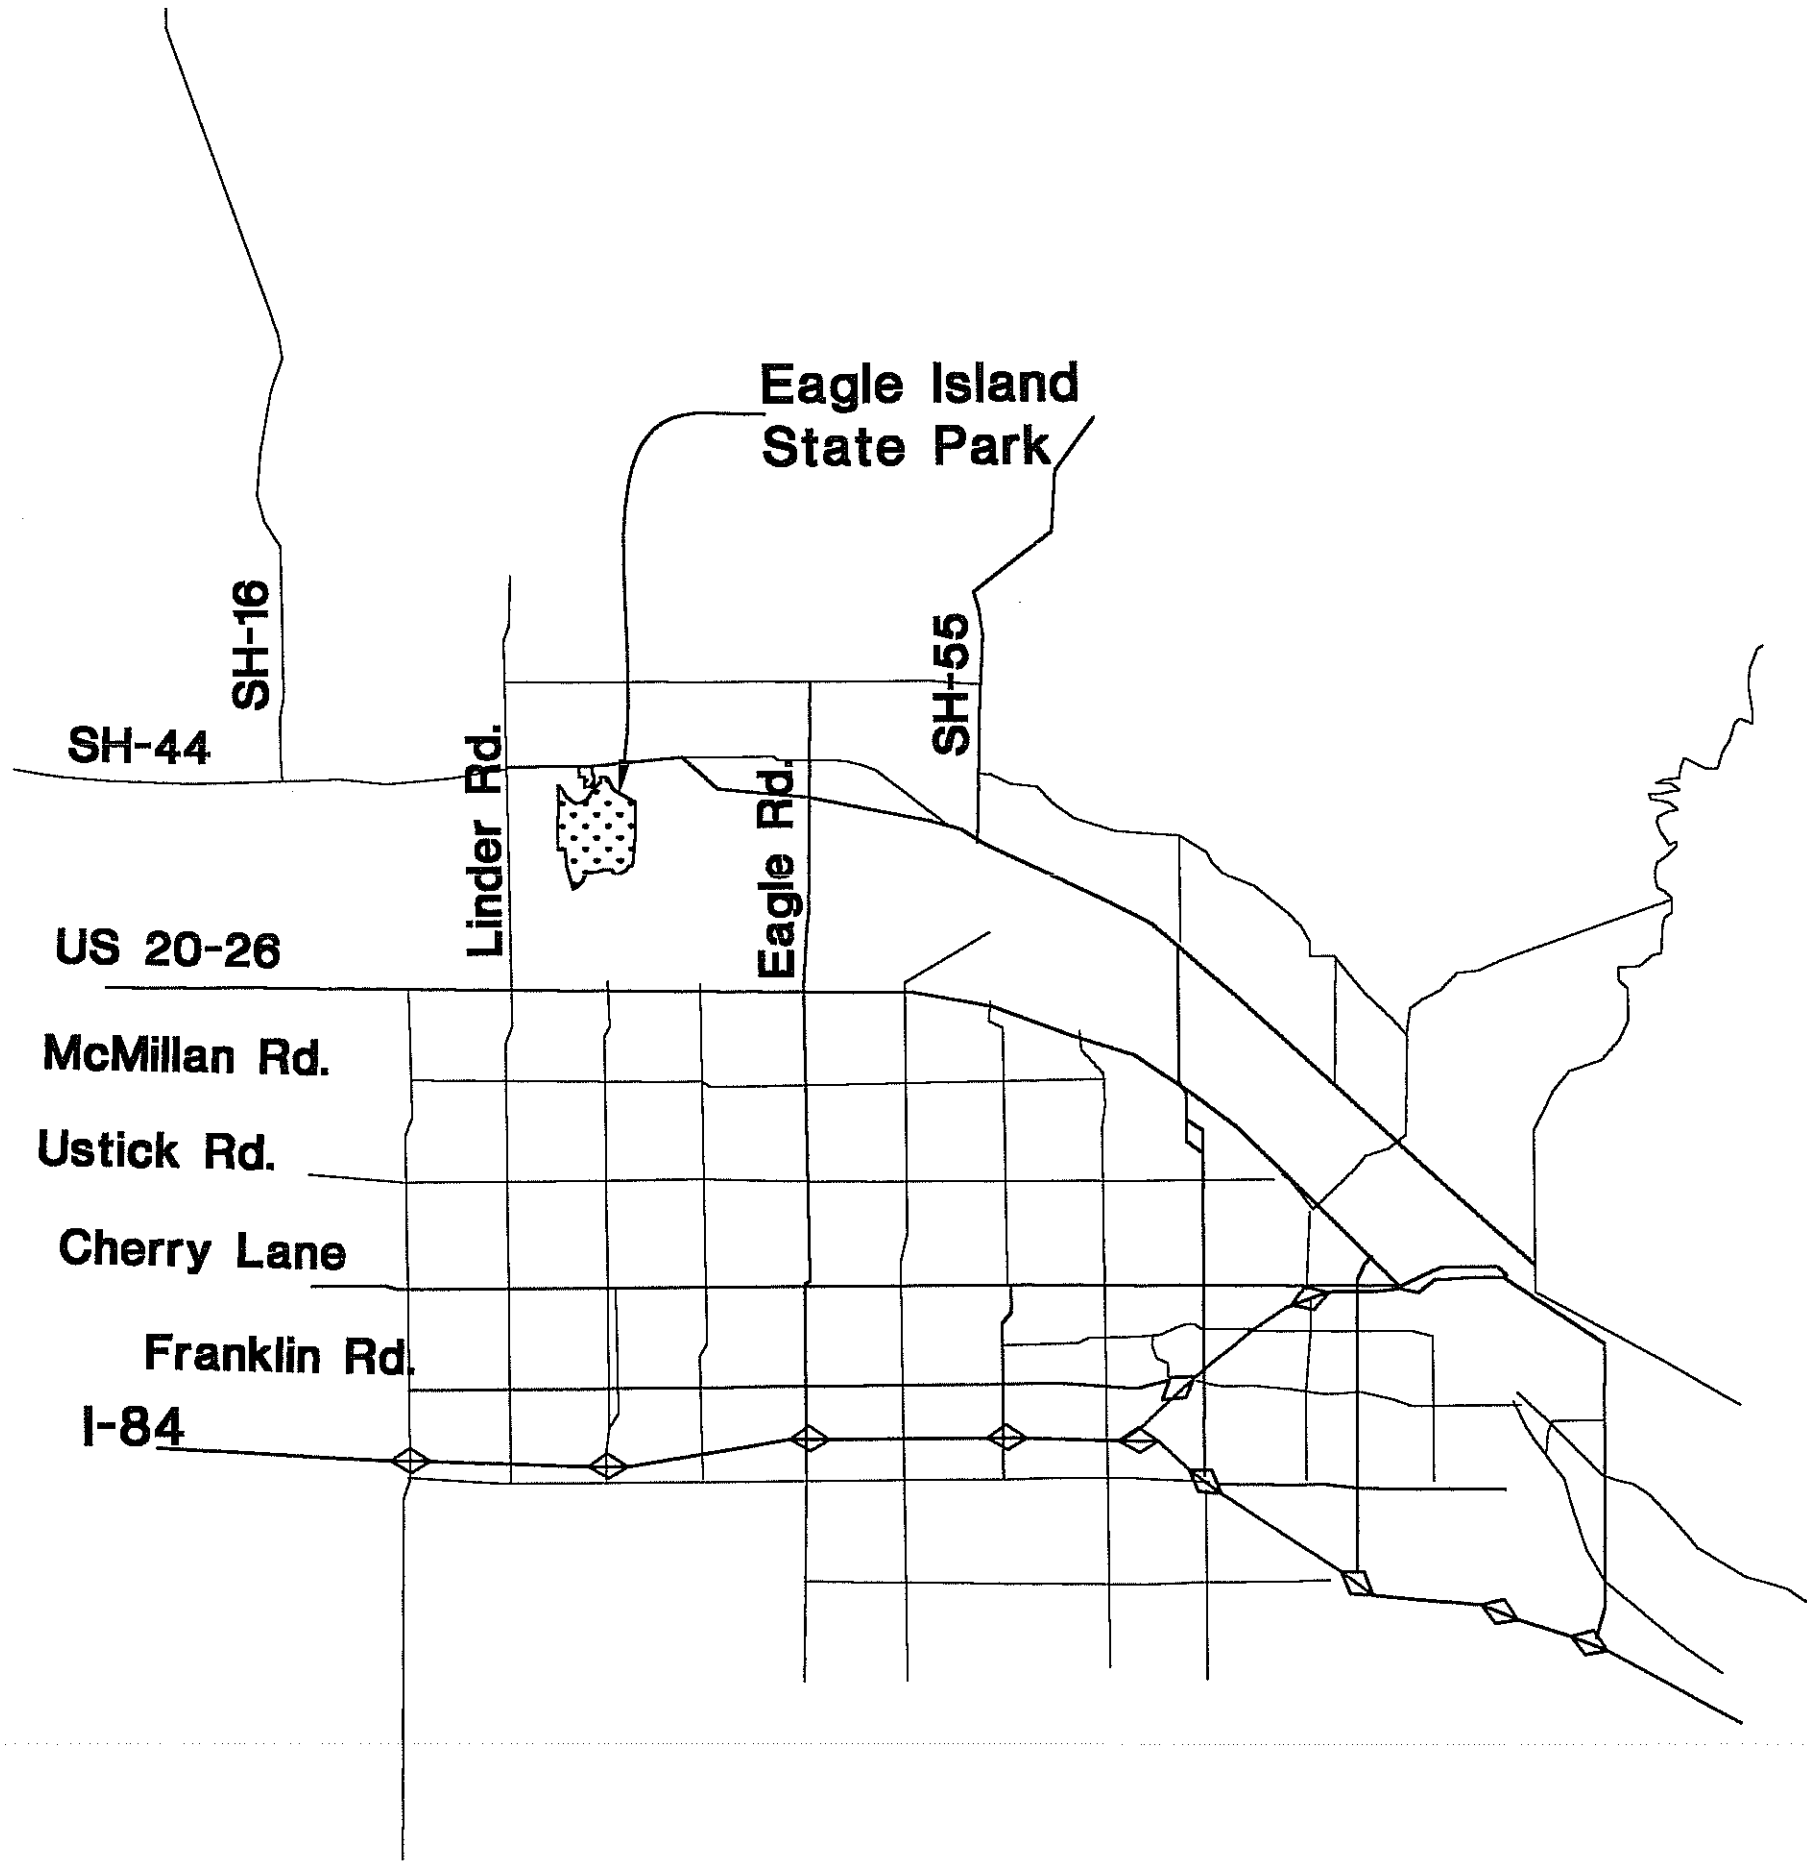 Eagle Island
State Park
SH-16
SH-55
SH-44
Linder Rd.
Eagle Rd.
US 20-26
McMillan Rd.
Ustick Rd.
Cherry Lane
Franklin Rd.
I-84